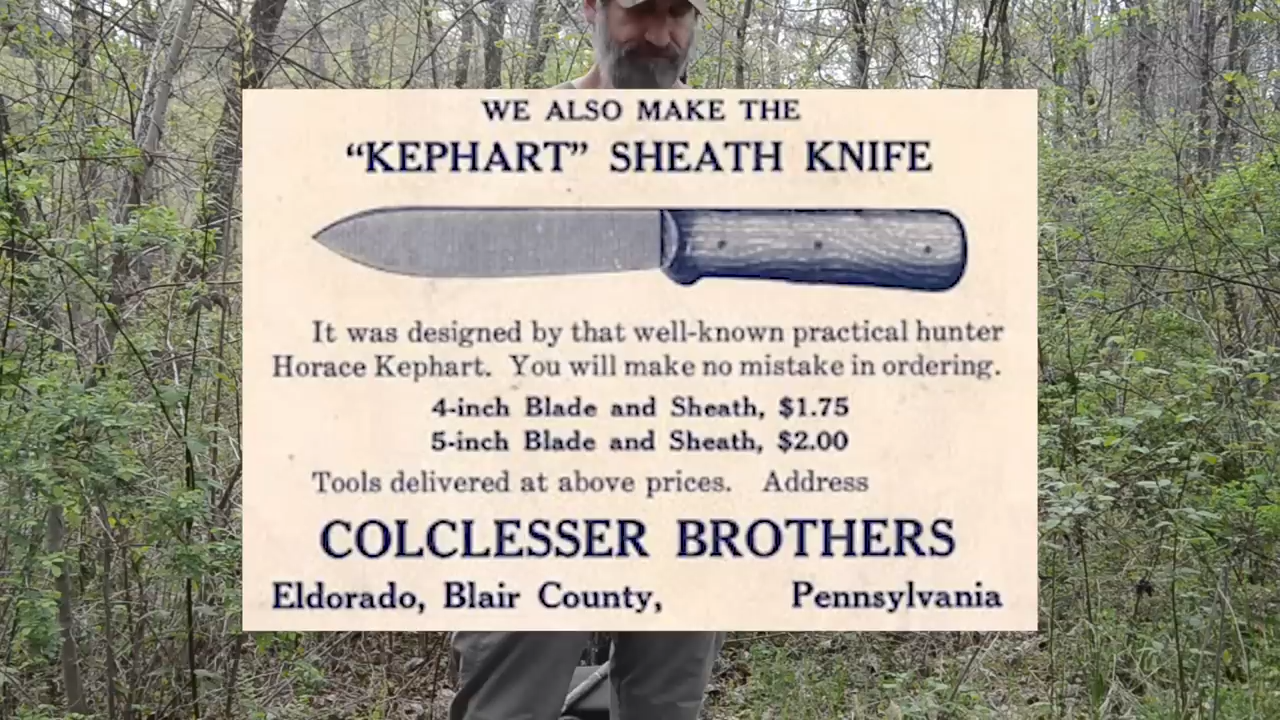 WE ALSO MAKE THE
“KEPHART” SHEATH KNIFE
It was designed by that well-known practical hunter
Horace Kephart. You will make no mistake in ordering.
4-inch Blade and Sheath, $1.75
5-inch Blade and Sheath, $2.00
Tools delivered at above prices. Address
COLCLESSER BROTHERS
Eldorado, Blair County, Pennsylvania